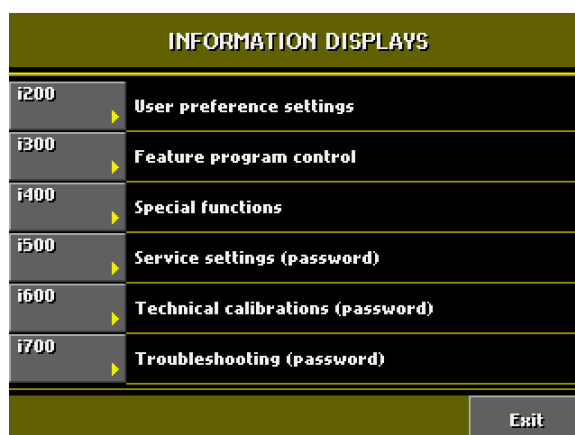 INFORMATION DISPLAYS
i200
User preference settings
i300
Feature program control
i400
Special functions
i500
Service settings (password)
i600
Technical calibrations (password)
i700
Troubleshooting (password)
Exit